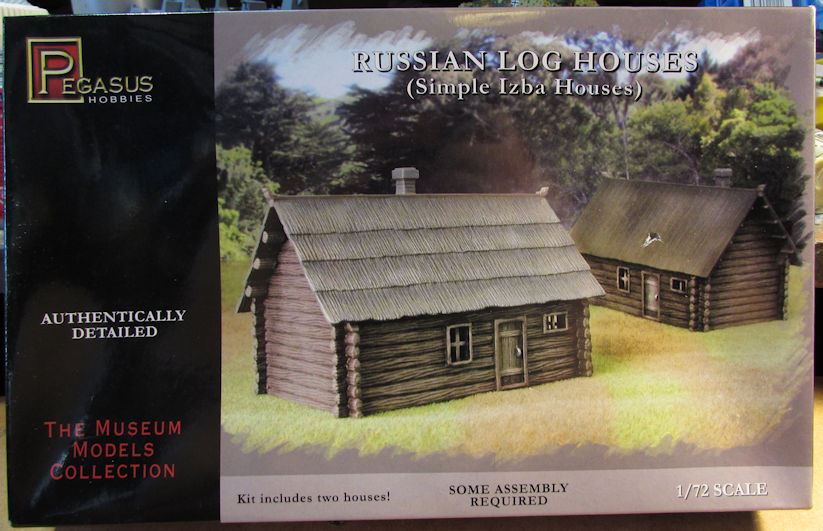 PEGASUS
HOBBIES
RUSSIAN LOG HOUSES
(Simple Izba Houses)
AUTHENTICALLY
DETAILED
THE MUSEUM
MODELS
COLLECTION
Kit includes two houses!
SOME ASSEMBLY
REQUIRED
1/72 SCALE